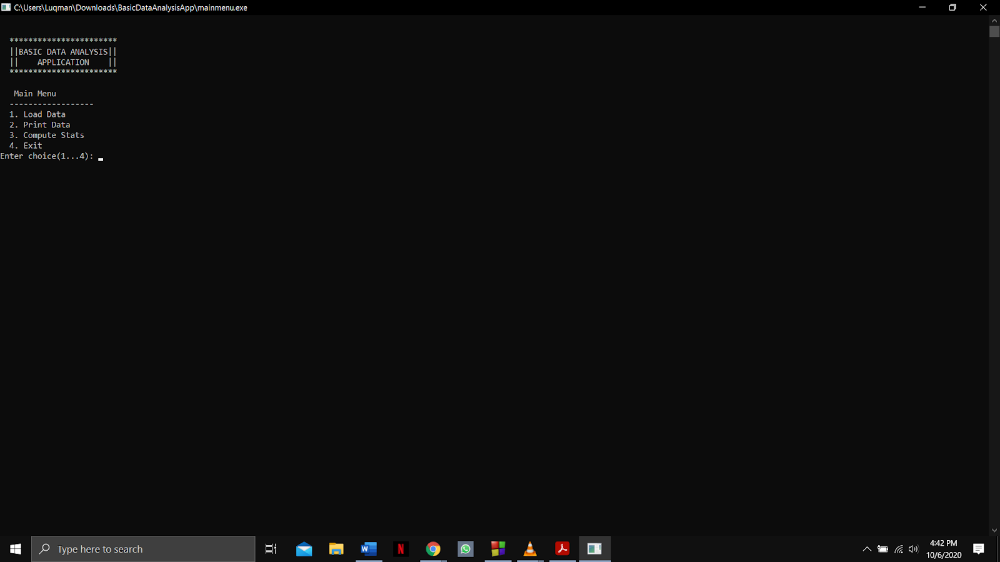 C:\Users\Luqman\Downloads\BasicDataAnalysisApp\mainmenu.exe
***********************
||BASIC DATA ANALYSIS||
||    APPLICATION    ||
***********************
Main Menu
------------------
1. Load Data
2. Print Data
3. Compute Stats
4. Exit
Enter choice(1...4):
Type here to search
W
N
4:42 PM
10/6/2020